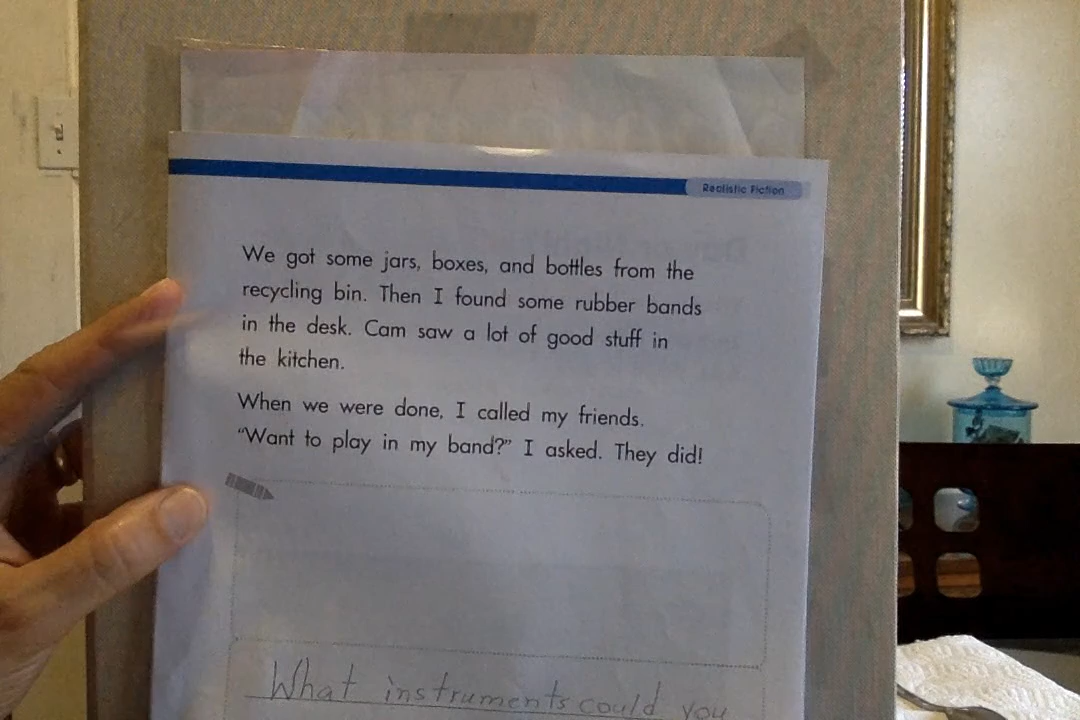 Realistic Fiction
We got some jars, boxes, and bottles from the
recycling bin. Then I found some rubber bands
in the desk. Cam saw a lot of good stuff in
the kitchen.
When we were done, I called my friends.
“Want to play in my band?” I asked. They did!
What instruments could you